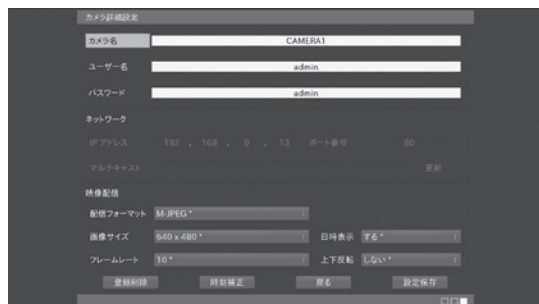 カメラ詳細設定
カメラ名 CAMERA1
ユーザー名 admin
パスワード admin
ネットワーク
IP アドレス 192 . 168 . 0 . 12 ポート番号 80
マルチキャスト 更新
映像配信
配信フォーマット M-JPEG *
画像サイズ 640 x 480 * 日時表示 する *
フレームレート 10 * 上下反転 しない *
登録削除 時刻補正 戻る 設定保存